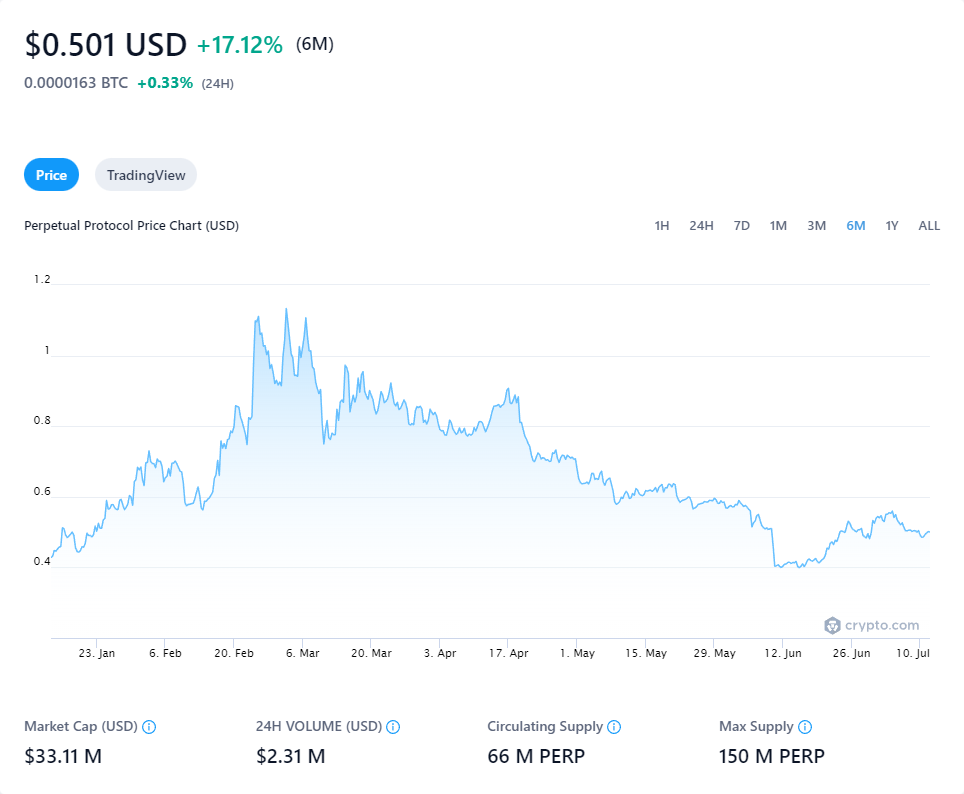 $0.501 USD +17.12% (6M)
0.0000163 BTC +0.33% (24H)
Price TradingView
Perpetual Protocol Price Chart (USD) 1H 24H 7D 1M 3M 6M 1Y ALL
1.2
1
0.8
0.6
0.4
crypto.com
23. Jan 6. Feb 20. Feb 6. Mar 20. Mar 3. Apr 17. Apr 1. May 15. May 29. May 12. Jun 26. Jun 10. Jul
Market Cap (USD) 24H VOLUME (USD) Circulating Supply Max Supply
$33.11 M $2.31 M 66 M PERP 150 M PERP